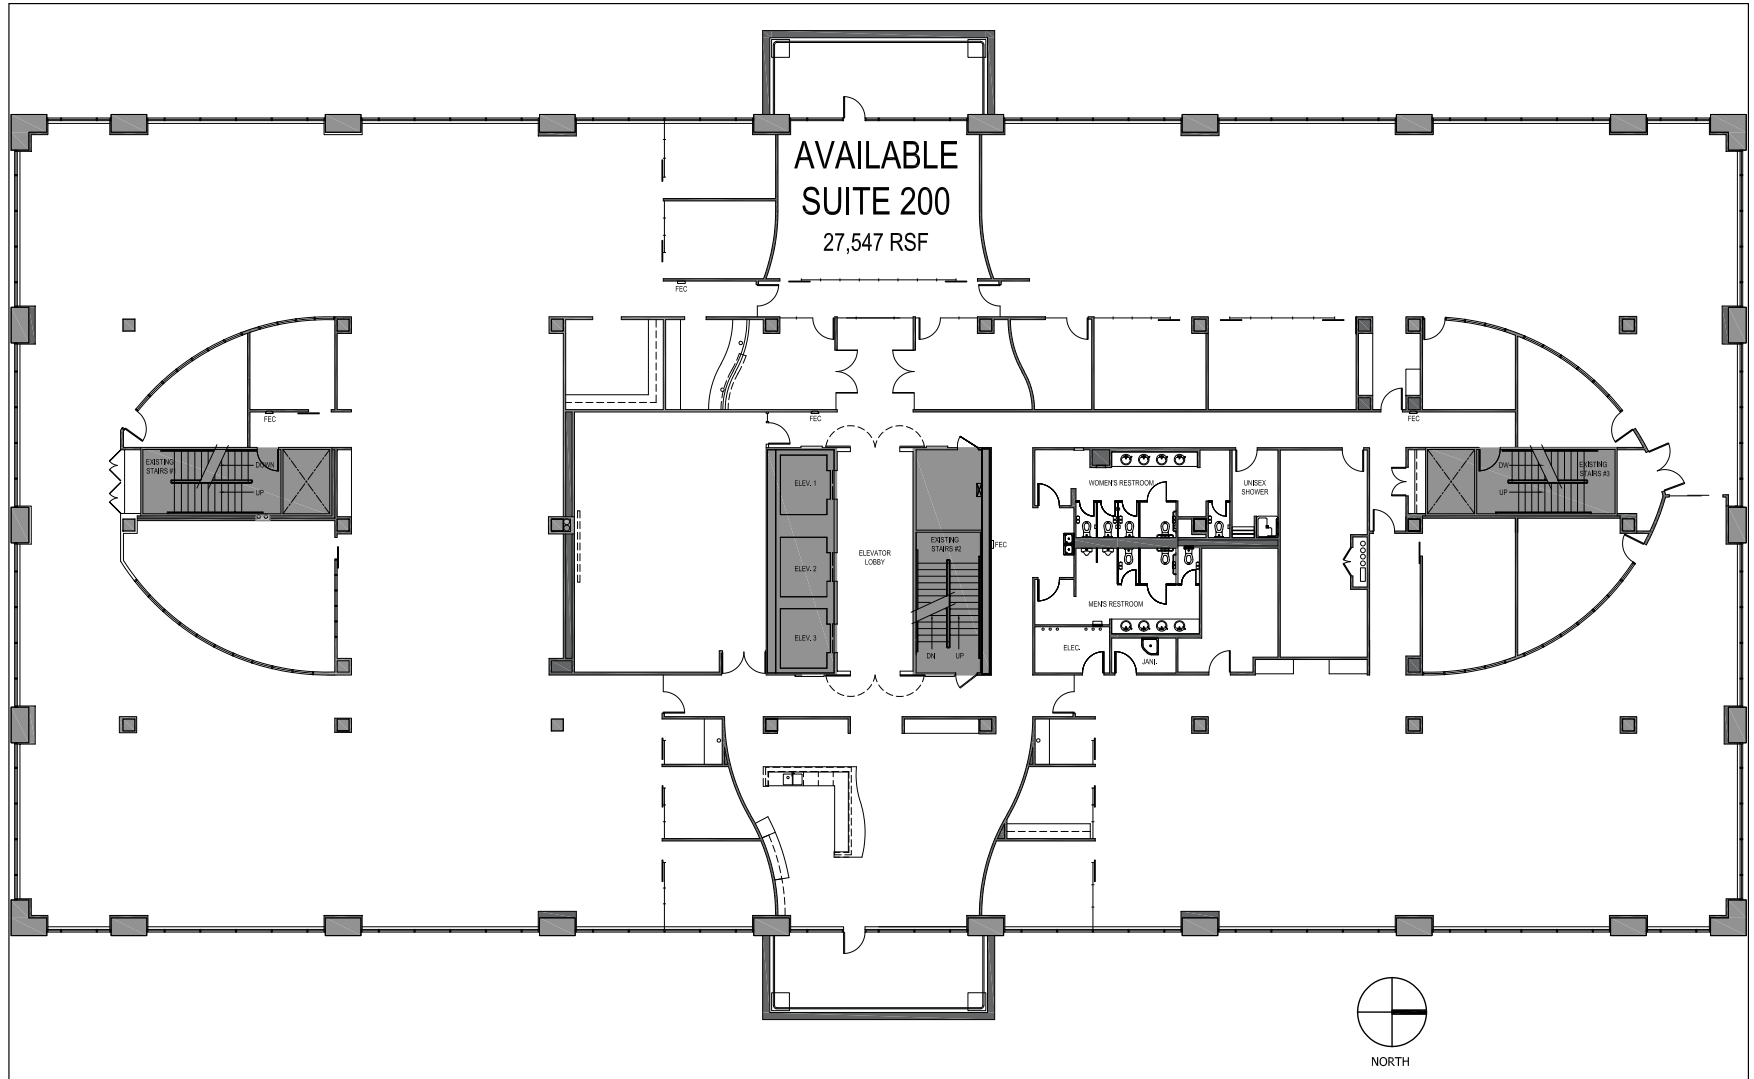 AVAILABLE
SUITE 200
27,547 RSF
FEC
FEC
FEC
FEC
EXISTING
STAIRS #1
DOWN
UP
ELEV. 1
ELEV. 2
ELEV. 3
ELEVATOR
LOBBY
EXISTING
STAIRS #2
DN
UP
FEC
WOMEN'S RESTROOM
UNISEX
SHOWER
MEN'S RESTROOM
ELEC.
JANI.
DW
UP
EXISTING
STAIRS #3
NORTH